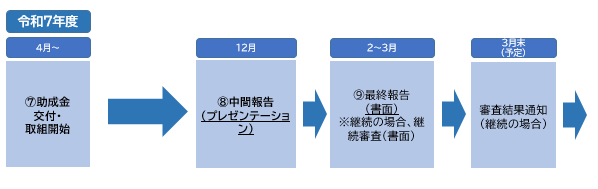 令和7年度
4月～
⑦助成金
交付・
取組開始
12月
⑧中間報告
（プレゼンテーショ
ン）
2～3月
⑨最終報告
（書面）
※継続の場合、継
続審査（書面）
3月末
（予定）
審査結果通知
（継続の場合）